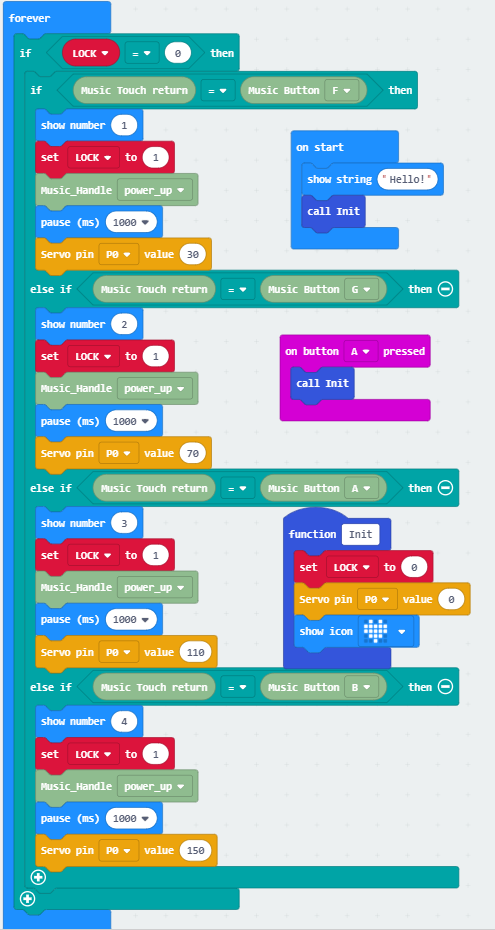 forever
if LOCK = 0 then
if Music Touch return = Music Button F then
show number 1
set LOCK to 1
Music_Handle power_up
pause (ms) 1000
Servo pin P0 value 30
else if Music Touch return = Music Button G then
show number 2
set LOCK to 1
Music_Handle power_up
pause (ms) 1000
Servo pin P0 value 70
else if Music Touch return = Music Button A then
show number 3
set LOCK to 1
Music_Handle power_up
pause (ms) 1000
Servo pin P0 value 110
else if Music Touch return = Music Button B then
show number 4
set LOCK to 1
Music_Handle power_up
pause (ms) 1000
Servo pin P0 value 150
on start
show string "Hello!"
call Init
on button A pressed
call Init
function Init
set LOCK to 0
Servo pin P0 value 0
show icon